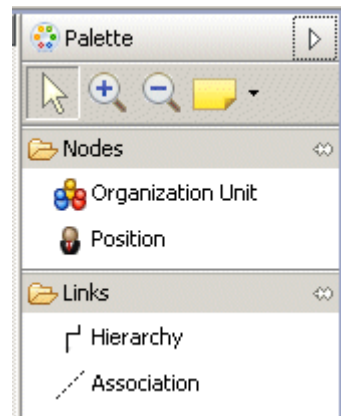 Palette
Nodes
Organization Unit
Position
Links
Hierarchy
Association